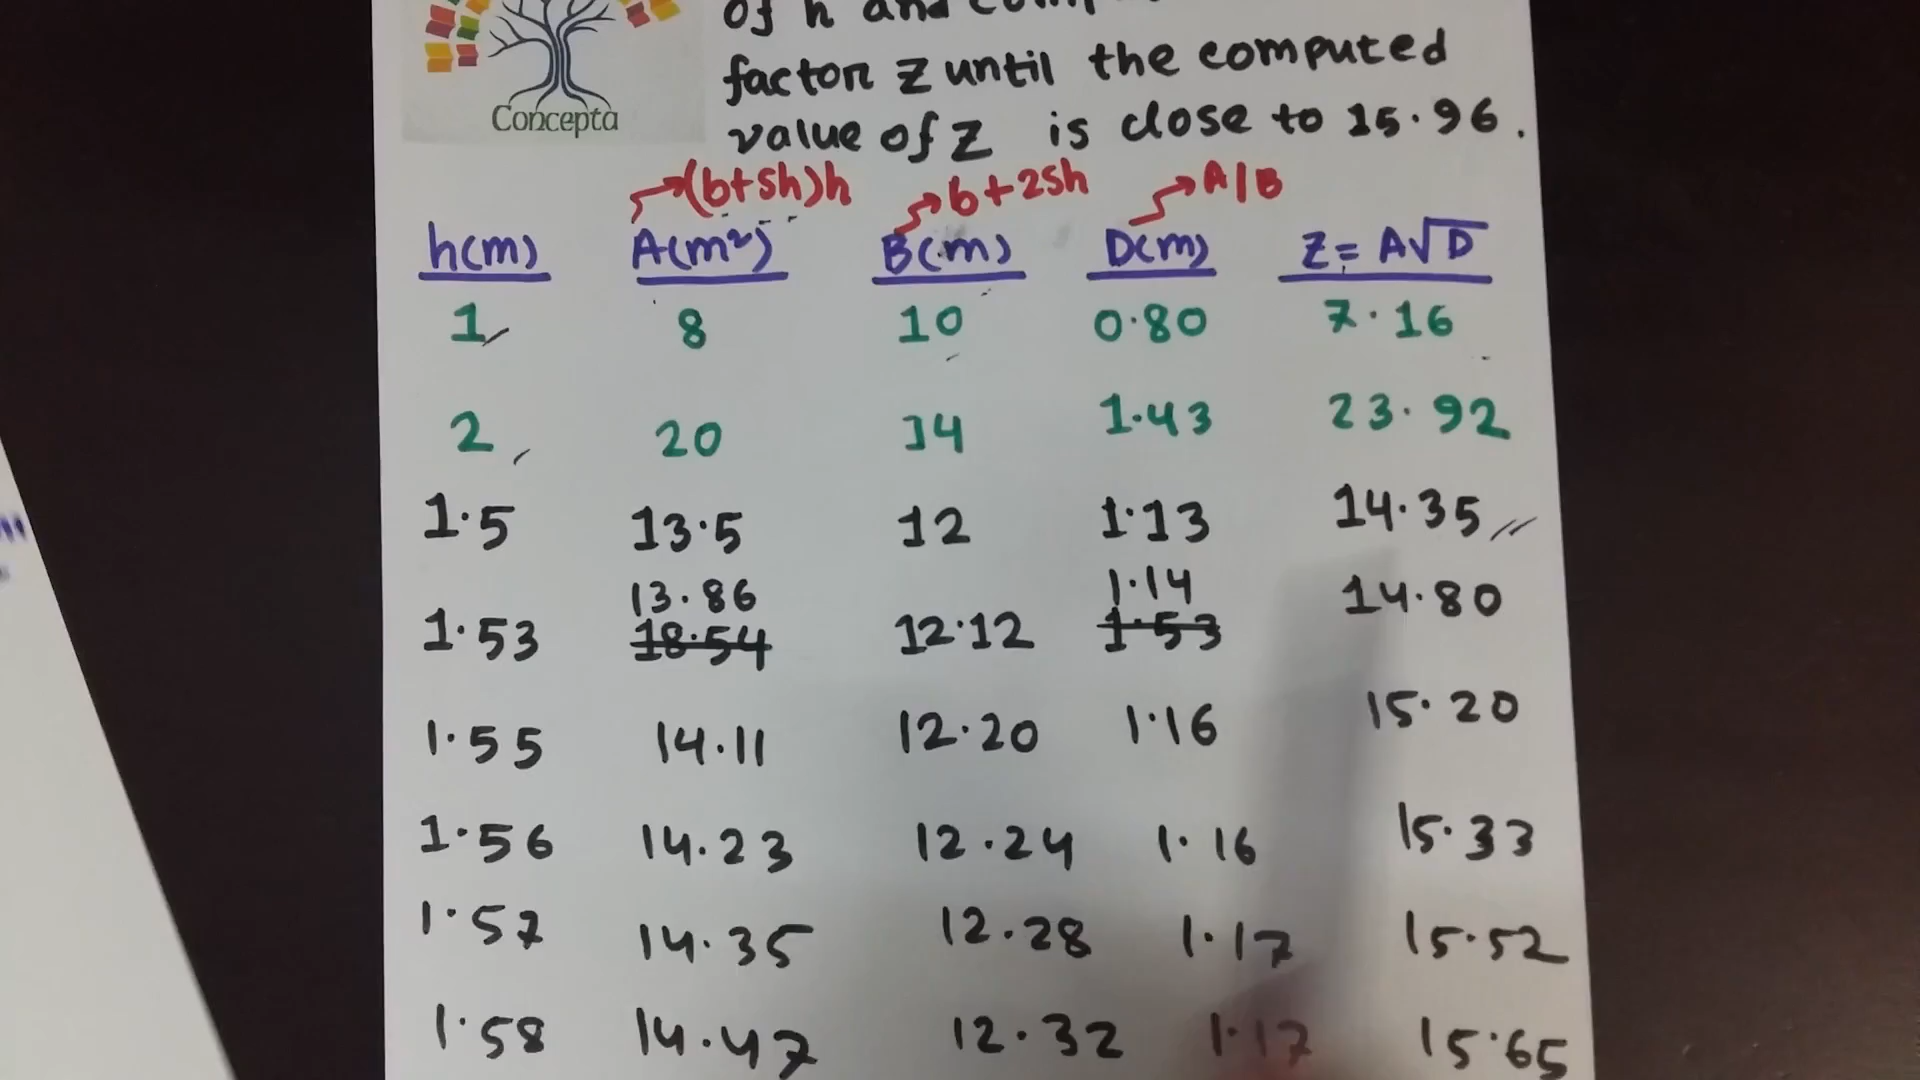 of h and
factor Z until the computed
value of Z is close to 15.96.
Concepta
(b+sh)h b+2sh A/B
h(m) A(m²) B(m) D(m) Z = A√D
1 8 10 0.80 7.16
2 20 14 1.43 23.92
1.5 13.5 12 1.13 14.35
13.86 1.14
1.53 18.54 12.12 1.53 14.80
1.55 14.11 12.20 1.16 15.20
1.56 14.23 12.24 1.16 15.33
1.57 14.35 12.28 1.17 15.52
1.58 14.47 12.32 1.17 15.65